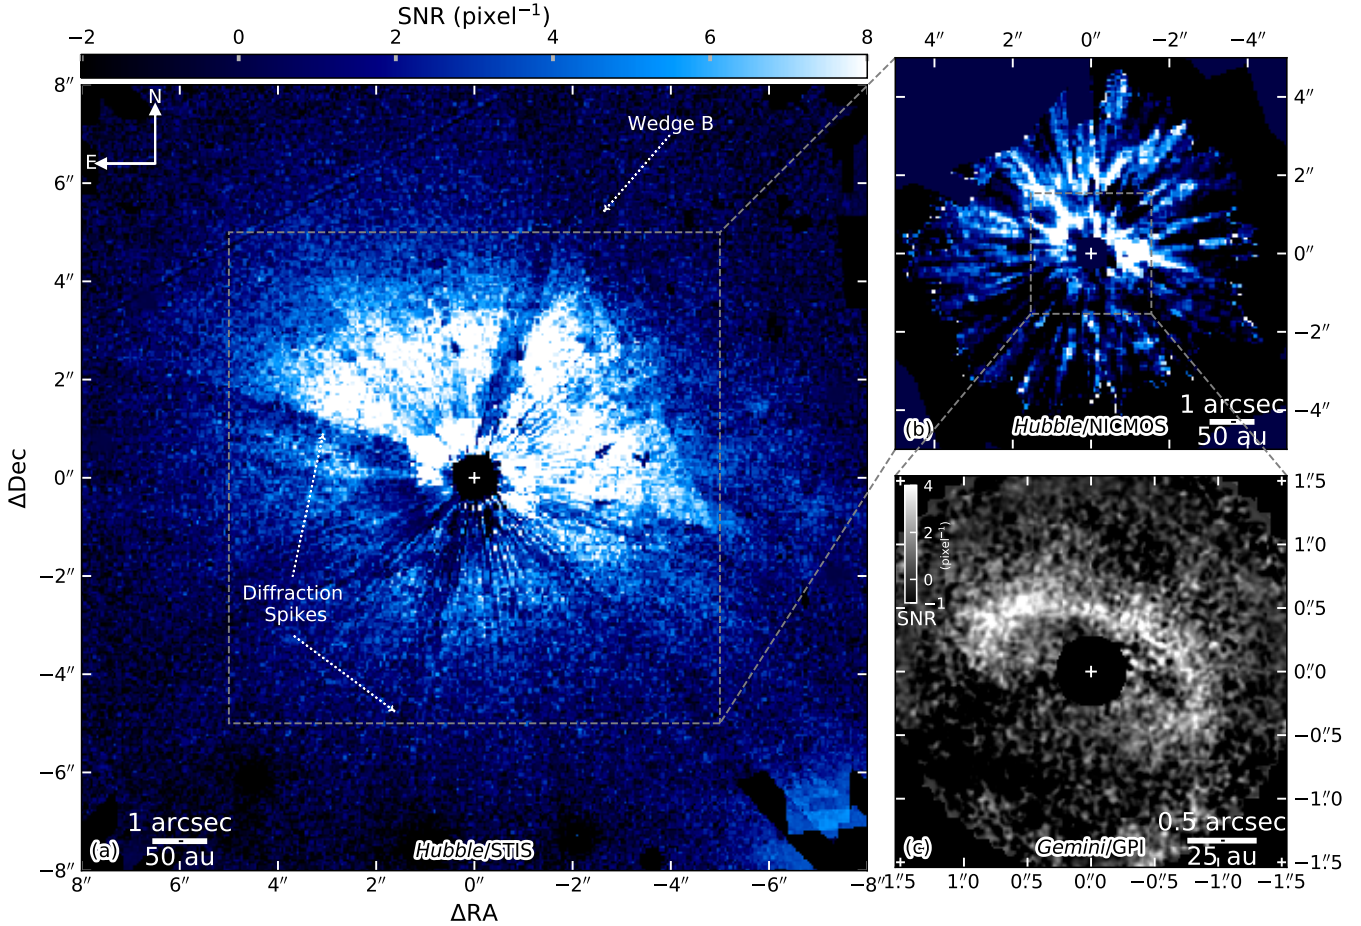 SNR (pixel⁻¹)
−2 0 2 4 6 8
8″
6″
4″
2″
0″
−2″
−4″
−6″
−8″
ΔDec
N
E
Wedge B
Diffraction
Spikes
1 arcsec
50 au
(a)
Hubble/STIS
8″ 6″ 4″ 2″ 0″ −2″ −4″ −6″ −8″
ΔRA
4″ 2″ 0″ −2″ −4″
4″
2″
0″
−2″
−4″
1 arcsec
50 au
(b)
Hubble/NICMOS
4
2
0
−1
(pixel⁻¹)
SNR
1″.5
1″.0
0″.5
0″.0
−0″.5
−1″.0
−1″.5
0.5 arcsec
25 au
(c)
Gemini/GPI
1″.5 1″.0 0″.5 0″.0 −0″.5 −1″.0 −1″.5